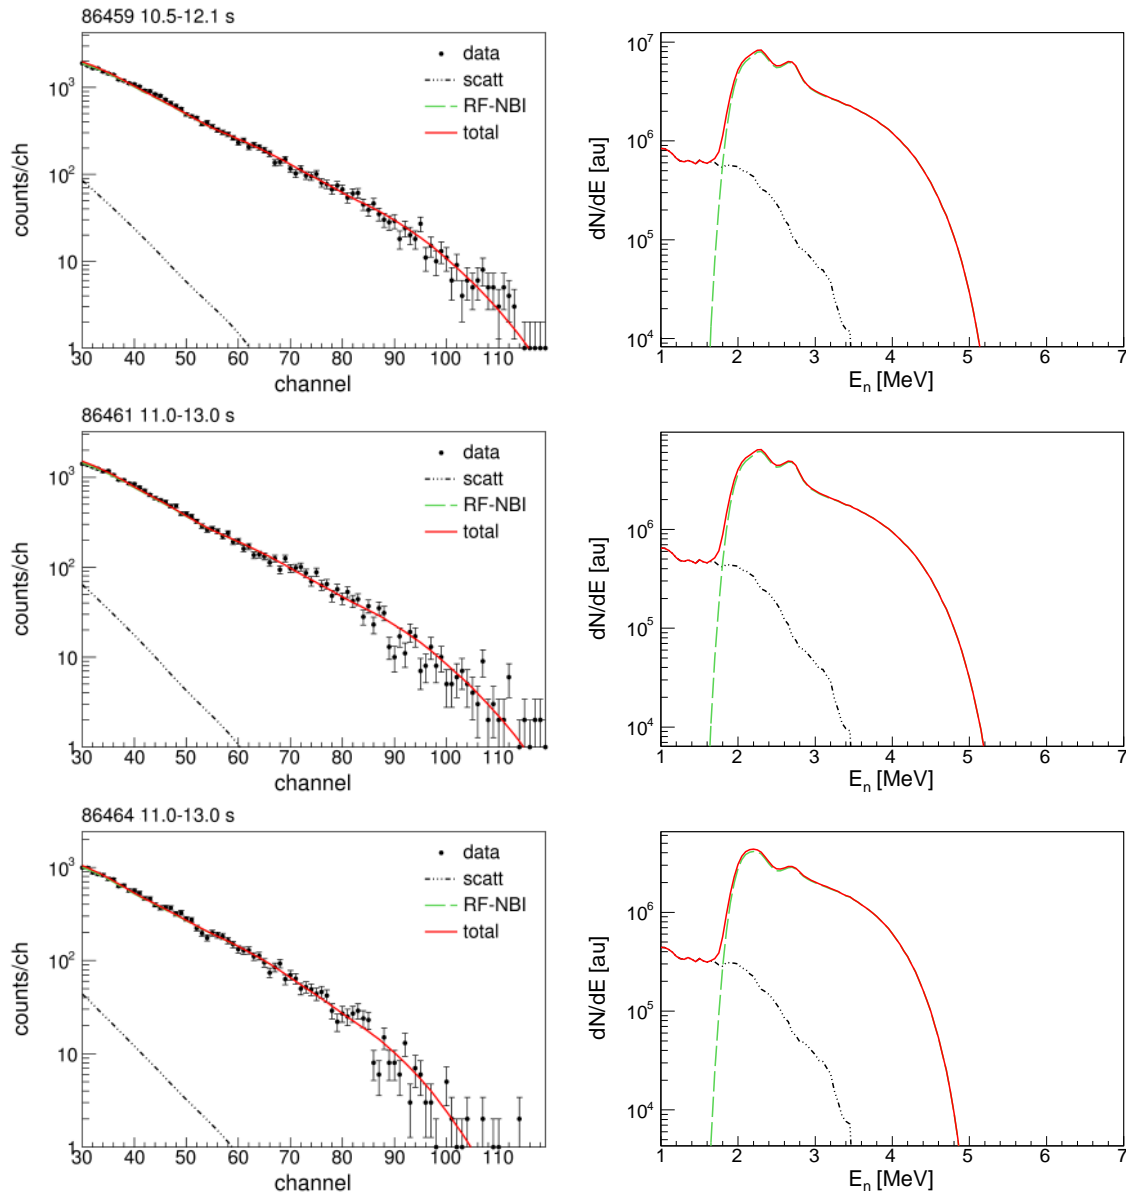 86459 10.5-12.1 s
counts/ch
10³
10²
10
1
data
scatt
RF-NBI
total
30 40 50 60 70 80 90 100 110
channel
dN/dE [au]
10⁷
10⁶
10⁵
10⁴
1 2 3 4 5 6 7
Eₙ [MeV]
86461 11.0-13.0 s
counts/ch
10³
10²
10
1
data
scatt
RF-NBI
total
30 40 50 60 70 80 90 100 110
channel
dN/dE [au]
10⁶
10⁵
10⁴
1 2 3 4 5 6 7
Eₙ [MeV]
86464 11.0-13.0 s
counts/ch
10³
10²
10
1
data
scatt
RF-NBI
total
30 40 50 60 70 80 90 100 110
channel
dN/dE [au]
10⁶
10⁵
10⁴
1 2 3 4 5 6 7
Eₙ [MeV]